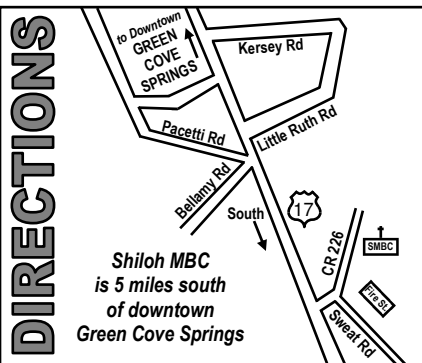 DIRECTIONS
to Downtown
GREEN
COVE
SPRINGS
Kersey Rd
Pacetti Rd
Little Ruth Rd
Bellamy Rd
South
17
CR 226
SMBC
Fire St.
Sweat Rd
Shiloh MBC
is 5 miles south
of downtown
Green Cove Springs